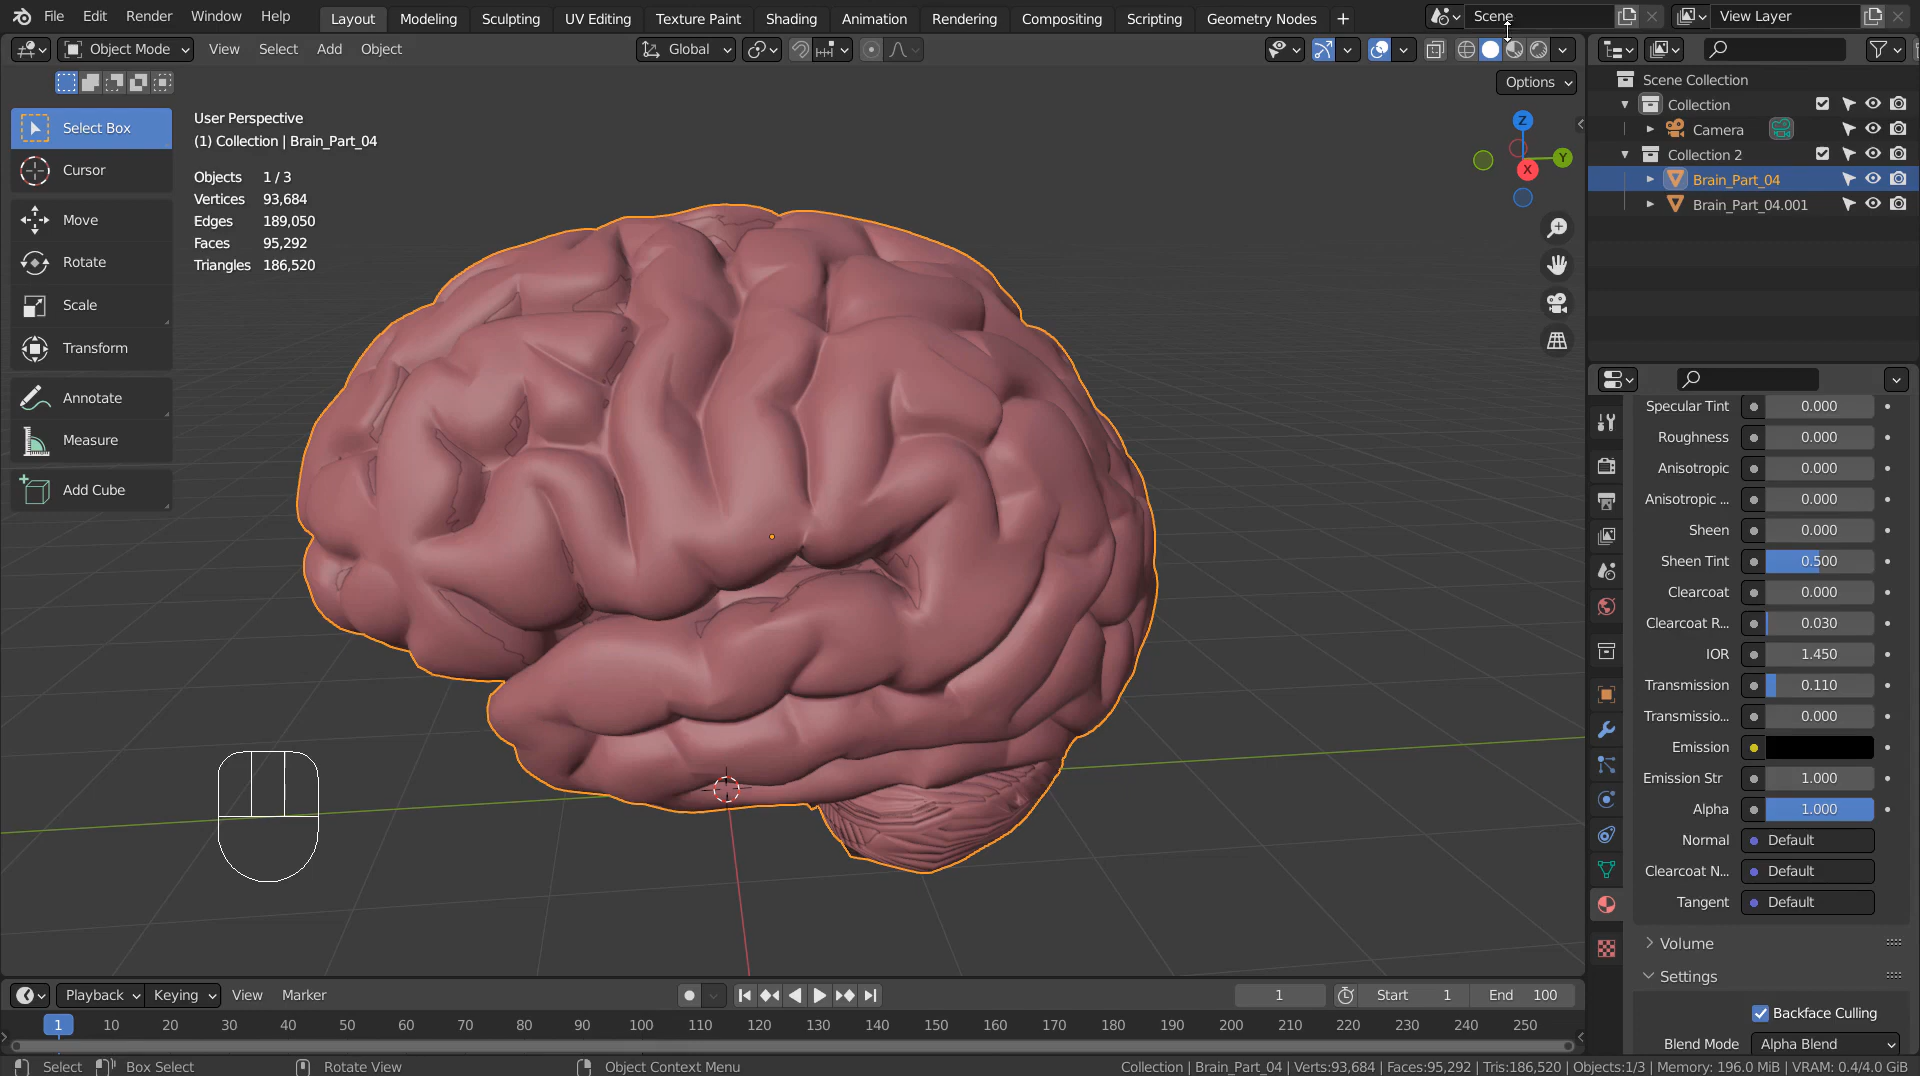 File Edit Render Window Help Layout Modeling Sculpting UV Editing Texture Paint Shading Animation Rendering Compositing Scripting Geometry Nodes + Scene View Layer
Object Mode View Select Add Object Global
Options
Select Box
Cursor
Move
Rotate
Scale
Transform
Annotate
Measure
Add Cube
User Perspective
(1) Collection | Brain_Part_04
Objects 1 / 3
Vertices 93,684
Edges 189,050
Faces 95,292
Triangles 186,520
Z
Y
X
Scene Collection
Collection
Camera
Collection 2
Brain_Part_04
Brain_Part_04.001
Specular Tint 0.000
Roughness 0.000
Anisotropic 0.000
Anisotropic ... 0.000
Sheen 0.000
Sheen Tint 0.500
Clearcoat 0.000
Clearcoat R... 0.030
IOR 1.450
Transmission 0.110
Transmissio... 0.000
Emission
Emission Str 1.000
Alpha 1.000
Normal Default
Clearcoat N... Default
Tangent Default
Volume
Settings
Backface Culling
Blend Mode Alpha Blend
Playback Keying View Marker 1 Start 1 End 100
1 10 20 30 40 50 60 70 80 90 100 110 120 130 140 150 160 170 180 190 200 210 220 230 240 250
Select Box Select Rotate View Object Context Menu Collection | Brain_Part_04 | Verts:93,684 | Faces:95,292 | Tris:186,520 | Objects:1/3 | Memory: 196.0 MiB | VRAM: 0.4/4.0 GiB